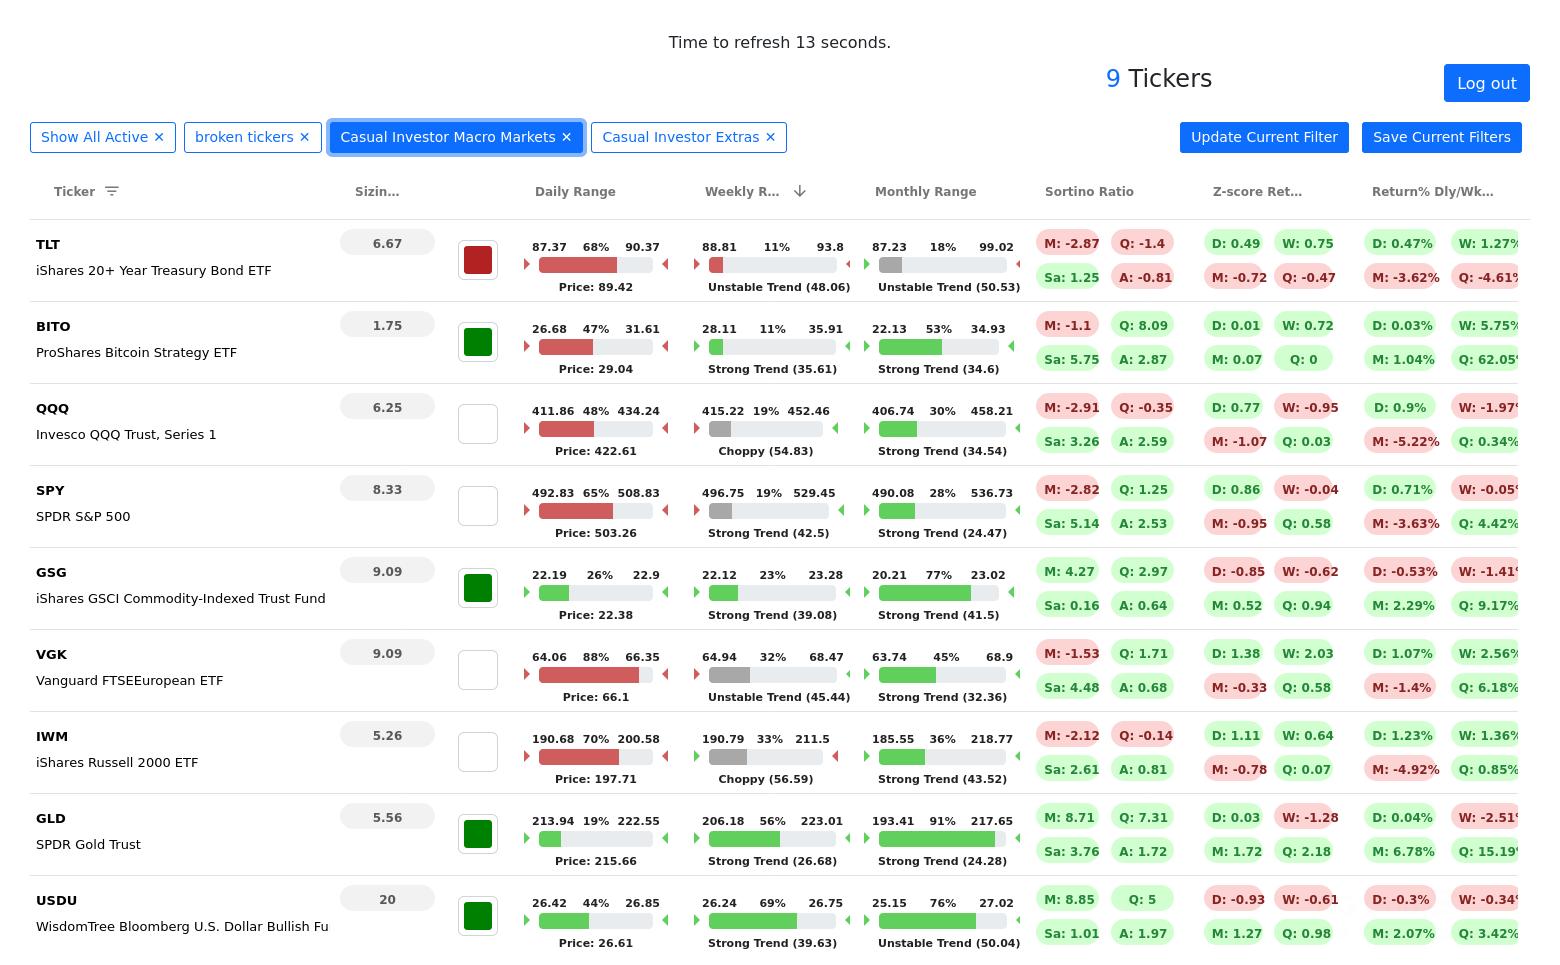 Time to refresh 13 seconds.
9 Tickers
Log out
Show All Active ✕ broken tickers ✕ Casual Investor Macro Markets ✕ Casual Investor Extras ✕ Update Current Filter Save Current Filters
Ticker Sizin... Daily Range Weekly R... Monthly Range Sortino Ratio Z-score Ret... Return% Dly/Wk...
TLT 6.67 87.37 68% 90.37 88.81 11% 93.8 87.23 18% 99.02 M: -2.87 Q: -1.4 D: 0.49 W: 0.75 D: 0.47% W: 1.27%
iShares 20+ Year Treasury Bond ETF Sa: 1.25 A: -0.81 M: -0.72 Q: -0.47 M: -3.62% Q: -4.61%
Price: 89.42 Unstable Trend (48.06) Unstable Trend (50.53)
BITO 1.75 26.68 47% 31.61 28.11 11% 35.91 22.13 53% 34.93 M: -1.1 Q: 8.09 D: 0.01 W: 0.72 D: 0.03% W: 5.75%
ProShares Bitcoin Strategy ETF Sa: 5.75 A: 2.87 M: 0.07 Q: 0 M: 1.04% Q: 62.05%
Price: 29.04 Strong Trend (35.61) Strong Trend (34.6)
QQQ 6.25 411.86 48% 434.24 415.22 19% 452.46 406.74 30% 458.21 M: -2.91 Q: -0.35 D: 0.77 W: -0.95 D: 0.9% W: -1.97%
Invesco QQQ Trust, Series 1 Sa: 3.26 A: 2.59 M: -1.07 Q: 0.03 M: -5.22% Q: 0.34%
Price: 422.61 Choppy (54.83) Strong Trend (34.54)
SPY 8.33 492.83 65% 508.83 496.75 19% 529.45 490.08 28% 536.73 M: -2.82 Q: 1.25 D: 0.86 W: -0.04 D: 0.71% W: -0.05%
SPDR S&P 500 Sa: 5.14 A: 2.53 M: -0.95 Q: 0.58 M: -3.63% Q: 4.42%
Price: 503.26 Strong Trend (42.5) Strong Trend (24.47)
GSG 9.09 22.19 26% 22.9 22.12 23% 23.28 20.21 77% 23.02 M: 4.27 Q: 2.97 D: -0.85 W: -0.62 D: -0.53% W: -1.41%
iShares GSCI Commodity-Indexed Trust Fund Sa: 0.16 A: 0.64 M: 0.52 Q: 0.94 M: 2.29% Q: 9.17%
Price: 22.38 Strong Trend (39.08) Strong Trend (41.5)
VGK 9.09 64.06 88% 66.35 64.94 32% 68.47 63.74 45% 68.9 M: -1.53 Q: 1.71 D: 1.38 W: 2.03 D: 1.07% W: 2.56%
Vanguard FTSEEuropean ETF Sa: 4.48 A: 0.68 M: -0.33 Q: 0.58 M: -1.4% Q: 6.18%
Price: 66.1 Unstable Trend (45.44) Strong Trend (32.36)
IWM 5.26 190.68 70% 200.58 190.79 33% 211.5 185.55 36% 218.77 M: -2.12 Q: -0.14 D: 1.11 W: 0.64 D: 1.23% W: 1.36%
iShares Russell 2000 ETF Sa: 2.61 A: 0.81 M: -0.78 Q: 0.07 M: -4.92% Q: 0.85%
Price: 197.71 Choppy (56.59) Strong Trend (43.52)
GLD 5.56 213.94 19% 222.55 206.18 56% 223.01 193.41 91% 217.65 M: 8.71 Q: 7.31 D: 0.03 W: -1.28 D: 0.04% W: -2.51%
SPDR Gold Trust Sa: 3.76 A: 1.72 M: 1.72 Q: 2.18 M: 6.78% Q: 15.19%
Price: 215.66 Strong Trend (26.68) Strong Trend (24.28)
USDU 20 26.42 44% 26.85 26.24 69% 26.75 25.15 76% 27.02 M: 8.85 Q: 5 D: -0.93 W: -0.61 D: -0.3% W: -0.34%
WisdomTree Bloomberg U.S. Dollar Bullish Fu Sa: 1.01 A: 1.97 M: 1.27 Q: 0.98 M: 2.07% Q: 3.42%
Price: 26.61 Strong Trend (39.63) Unstable Trend (50.04)